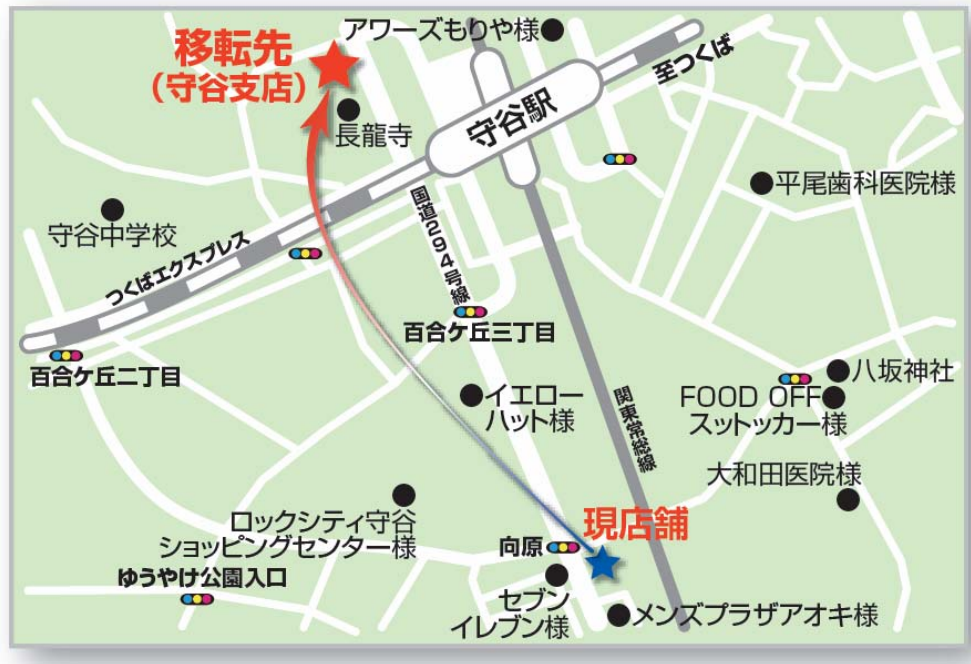 アワーズもりや様
移転先
(守谷支店)
至つくば
守谷駅
長龍寺
平尾歯科医院様
守谷中学校
国道294号線
つくばエクスプレス
百合ケ丘三丁目
百合ケ丘二丁目
八坂神社
イエロー
ハット様
関東常総線
FOOD OFF
スットッカー様
大和田医院様
ロックシティ守谷
ショッピングセンター様
現店舗
向原
ゆうやけ公園入口
セブン
イレブン様
メンズプラザアオキ様